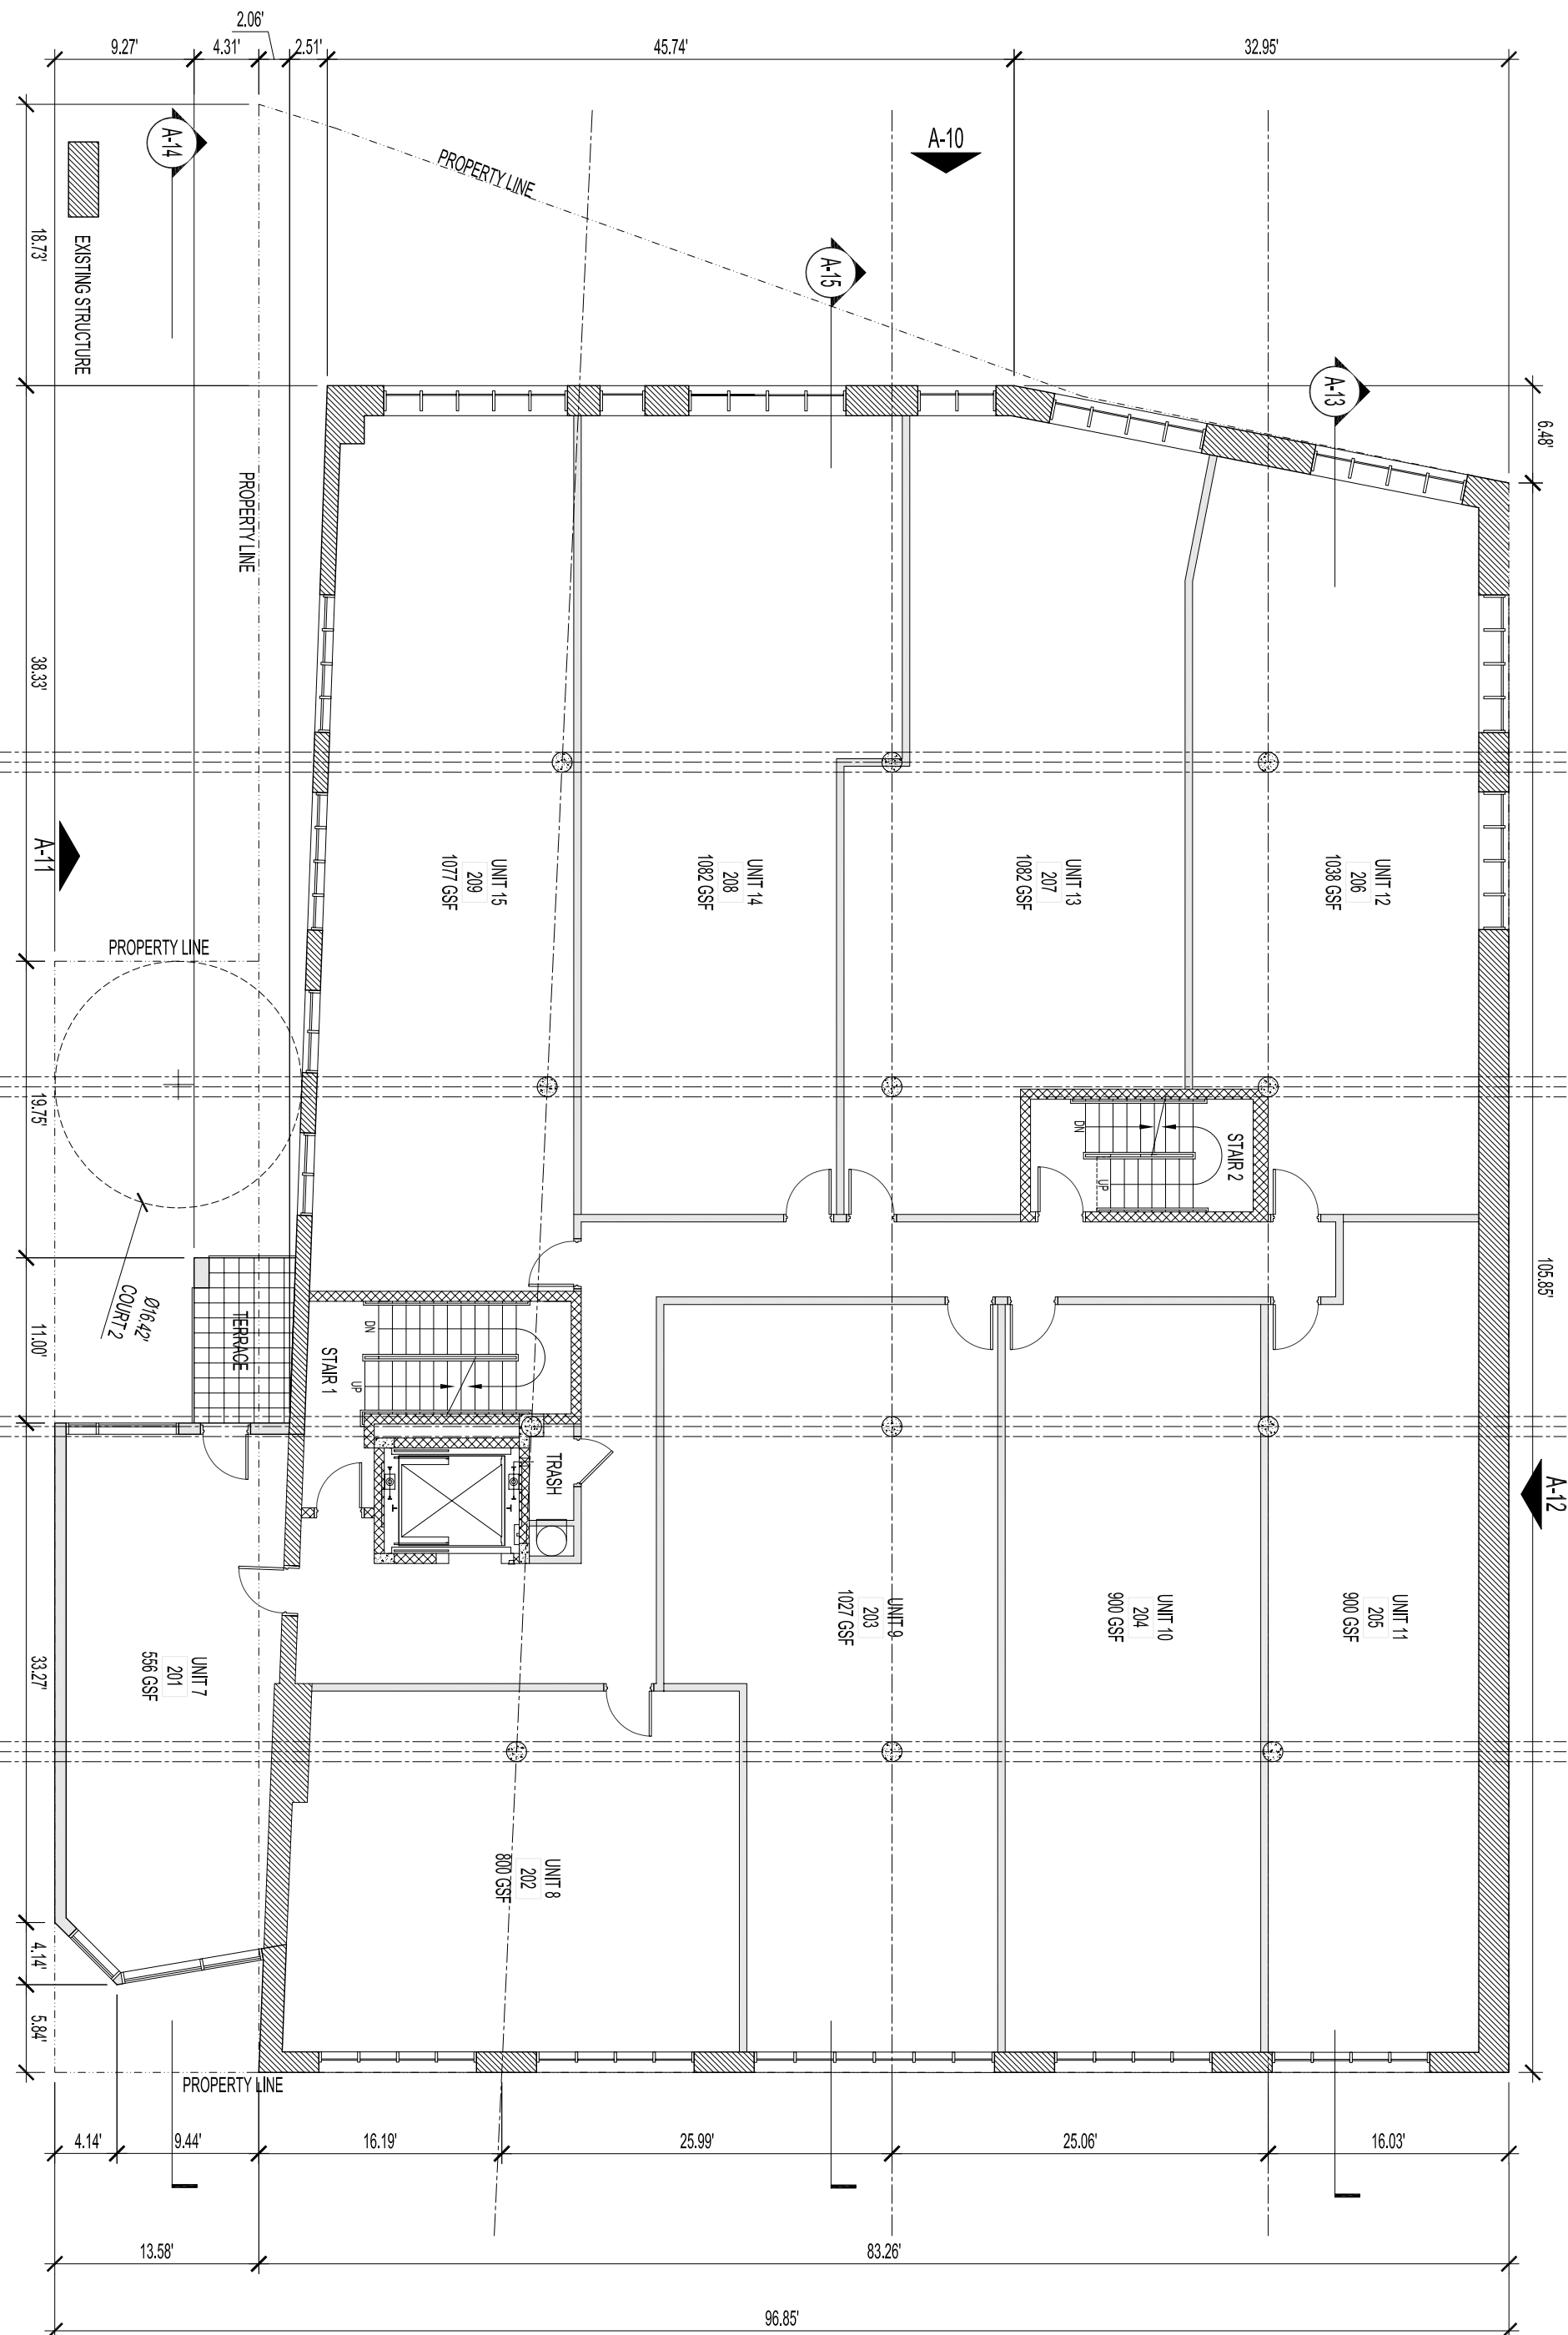 2.06'
9.27'
4.31'
2.51'
45.74'
32.95'
A-14
A-10
PROPERTY LINE
EXISTING STRUCTURE
18.73'
A-15
A-13
6.48'
PROPERTY LINE
38.33'
A-11
UNIT 15
209
1077 GSF
UNIT 14
208
1082 GSF
UNIT 13
207
1082 GSF
UNIT 12
206
1038 GSF
PROPERTY LINE
19.75'
DN
UP
STAIR 2
105.85'
Ø16.42'
COURT 2
TERRACE
11.00'
STAIR 1
DN
UP
TRASH
A-12
UNIT 7
201
556 GSF
33.27'
UNIT 9
203
1027 GSF
UNIT 10
204
900 GSF
UNIT 11
205
900 GSF
UNIT 8
202
800 GSF
4.14'
5.84'
PROPERTY LINE
4.14'
9.44'
16.19'
25.99'
25.06'
16.03'
13.58'
83.26'
96.85'